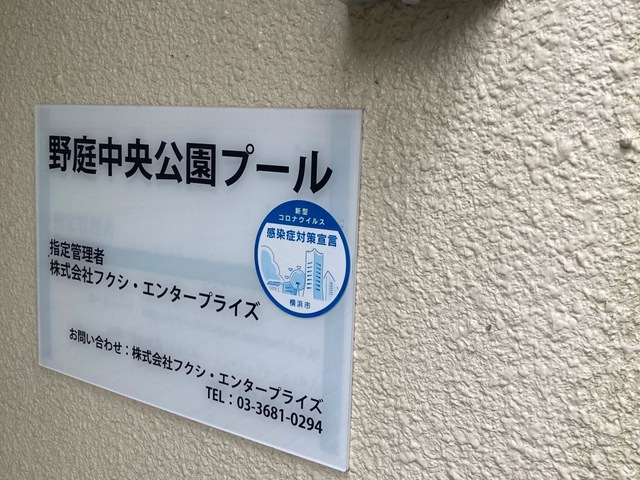 野庭中央公園プール
新型
コロナウイルス
感染症対策宣言
横浜市
指定管理者
株式会社フクシ・エンタープライズ
お問い合わせ：株式会社フクシ・エンタープライズ
TEL：03-3681-0294